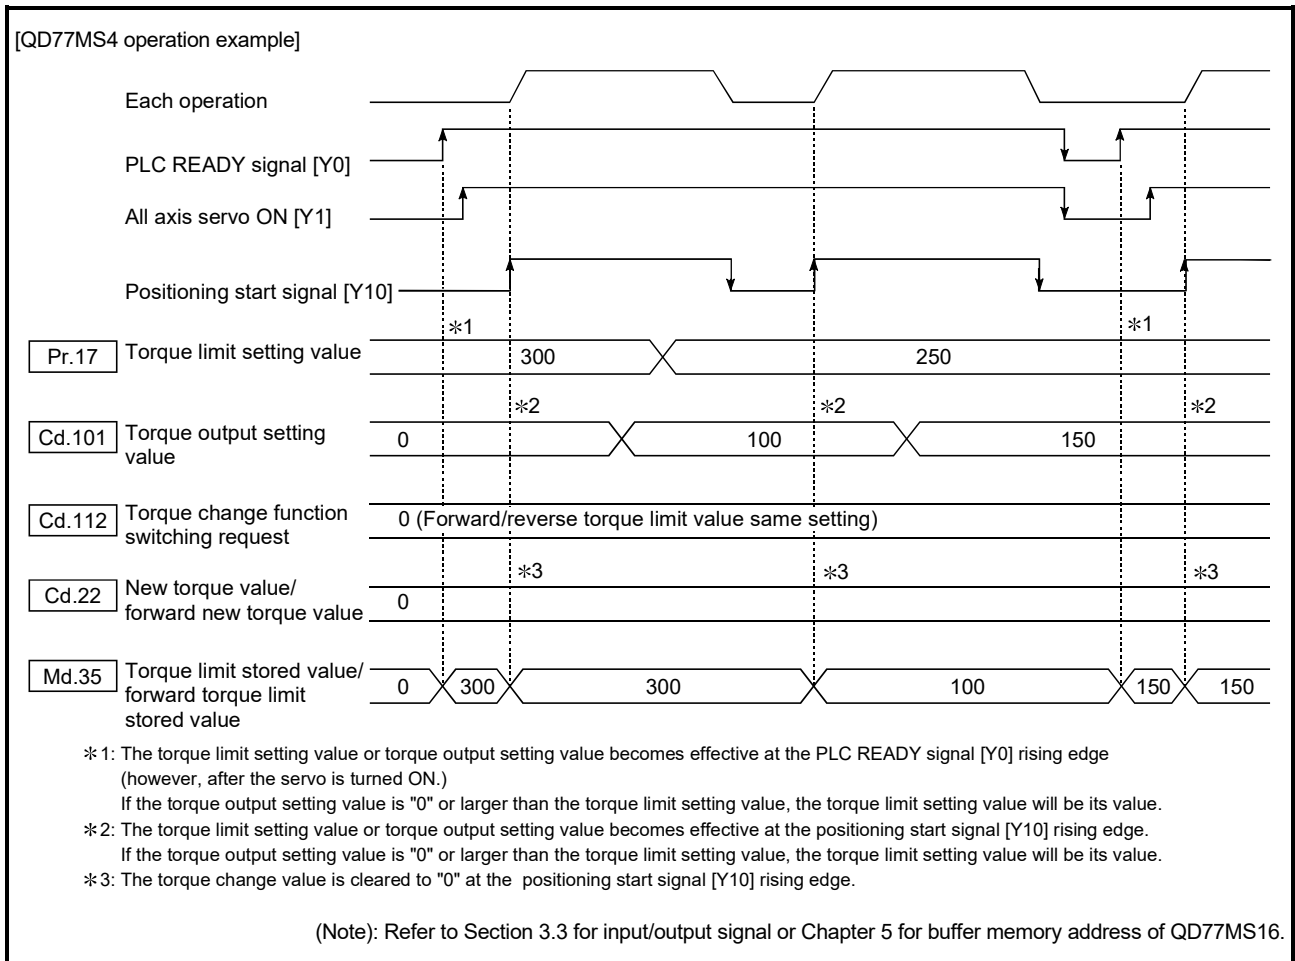 [QD77MS4 operation example]
Each operation
PLC READY signal [Y0]
All axis servo ON [Y1]
Positioning start signal [Y10]
∗1 ∗1
Pr.17 Torque limit setting value 300 250
∗2 ∗2 ∗2
Cd.101 Torque output setting 0 100 150
value
Cd.112 Torque change function 0 (Forward/reverse torque limit value same setting)
switching request
∗3 ∗3 ∗3
Cd.22 New torque value/ 0
forward new torque value
Md.35 Torque limit stored value/ 0 300 300 100 150 150
forward torque limit
stored value
∗1: The torque limit setting value or torque output setting value becomes effective at the PLC READY signal [Y0] rising edge
(however, after the servo is turned ON.)
If the torque output setting value is "0" or larger than the torque limit setting value, the torque limit setting value will be its value.
∗2: The torque limit setting value or torque output setting value becomes effective at the positioning start signal [Y10] rising edge.
If the torque output setting value is "0" or larger than the torque limit setting value, the torque limit setting value will be its value.
∗3: The torque change value is cleared to "0" at the positioning start signal [Y10] rising edge.
(Note): Refer to Section 3.3 for input/output signal or Chapter 5 for buffer memory address of QD77MS16.